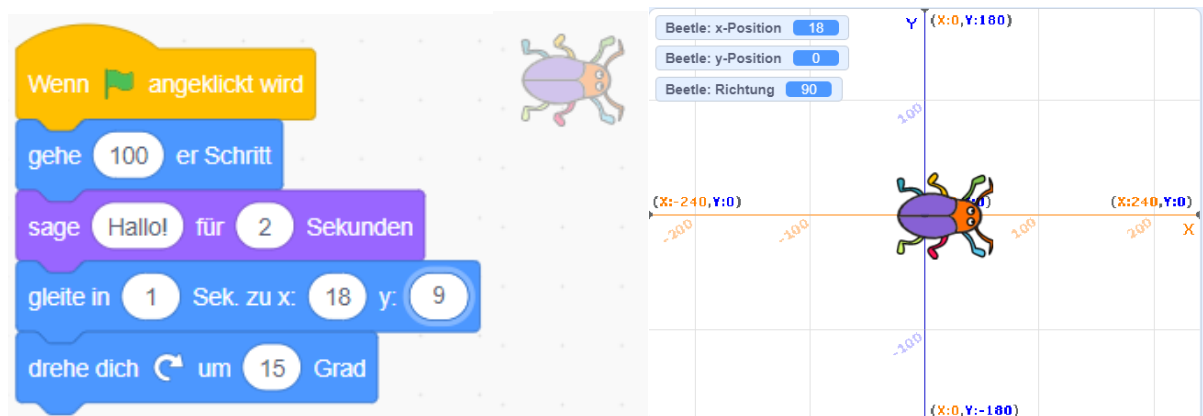 Wenn angeklickt wird
gehe 100 er Schritt
sage Hallo! für 2 Sekunden
gleite in 1 Sek. zu x: 18 y: 9
drehe dich um 15 Grad
Beetle: x-Position 18
Beetle: y-Position 0
Beetle: Richtung 90
Y (X:0,Y:180)
100
(X:-240,Y:0) (X:240,Y:0)
-200 -100 100 200 X
-100
(X:0,Y:-180)